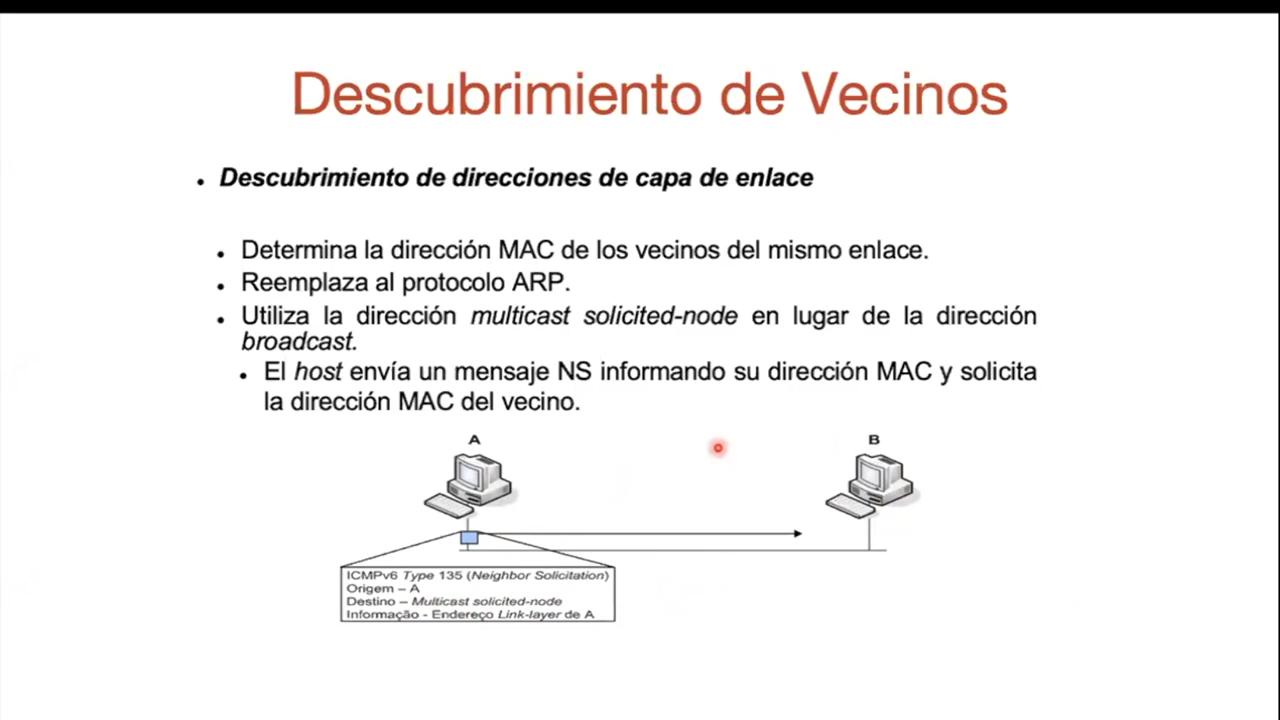 Descubrimiento de Vecinos
• Descubrimiento de direcciones de capa de enlace
• Determina la dirección MAC de los vecinos del mismo enlace.
• Reemplaza al protocolo ARP.
• Utiliza la dirección multicast solicited-node en lugar de la dirección
broadcast.
• El host envía un mensaje NS informando su dirección MAC y solicita
la dirección MAC del vecino.
A
B
ICMPv6 Type 135 (Neighbor Solicitation)
Origem – A
Destino – Multicast solicited-node
Informação - Endereço Link-layer de A